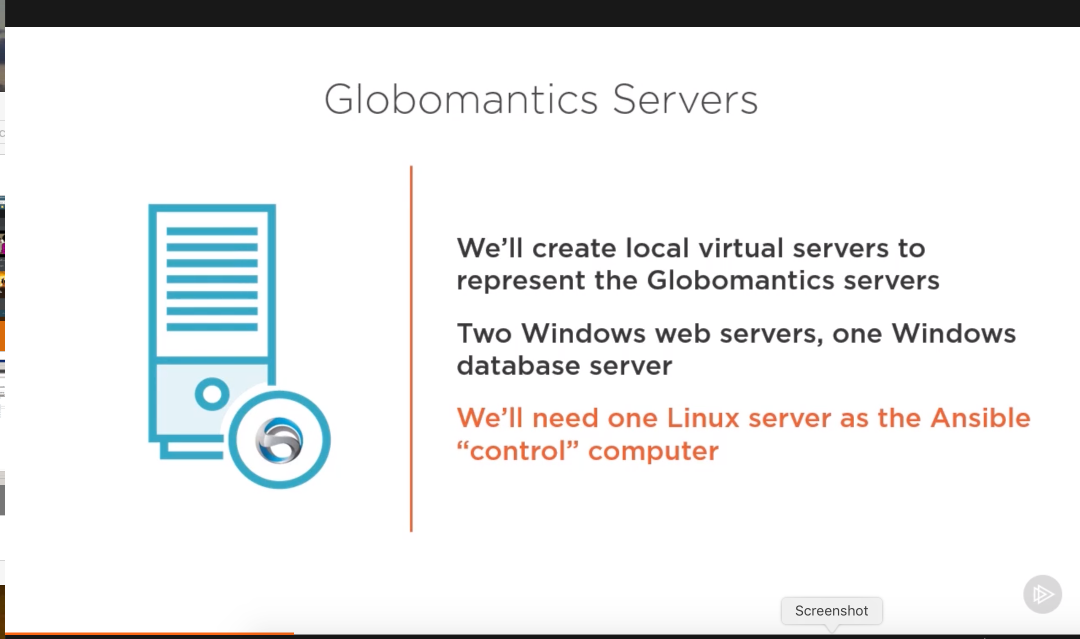 Globomantics Servers
We’ll create local virtual servers to
represent the Globomantics servers
Two Windows web servers, one Windows
database server
We’ll need one Linux server as the Ansible
“control” computer
Screenshot